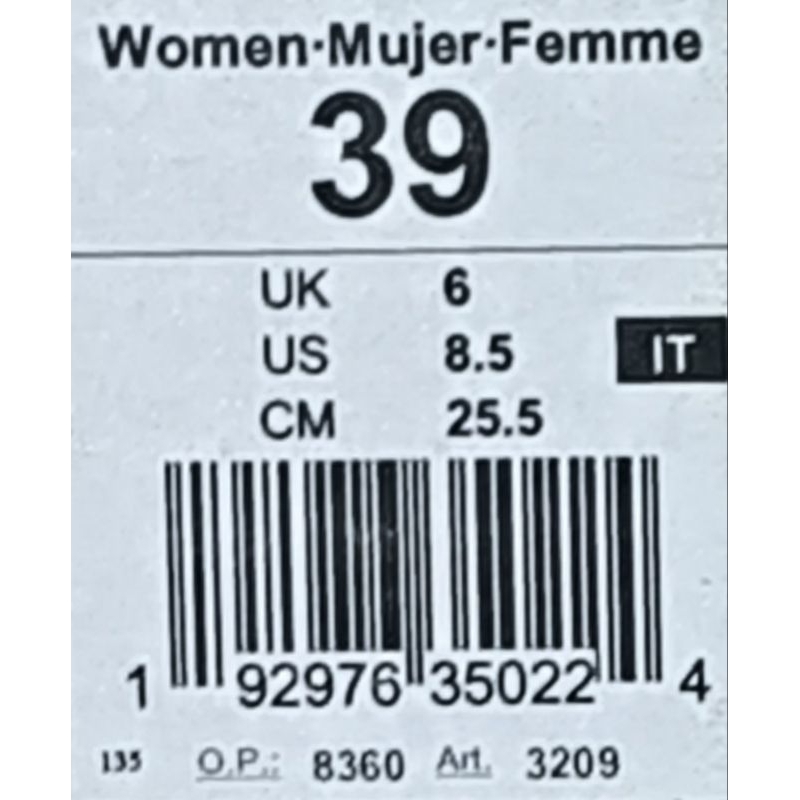 Women·Mujer·Femme
39
UK 6
US 8.5
IT
CM 25.5
1 92976 35022 4
135 O.P.: 8360 Art. 3209